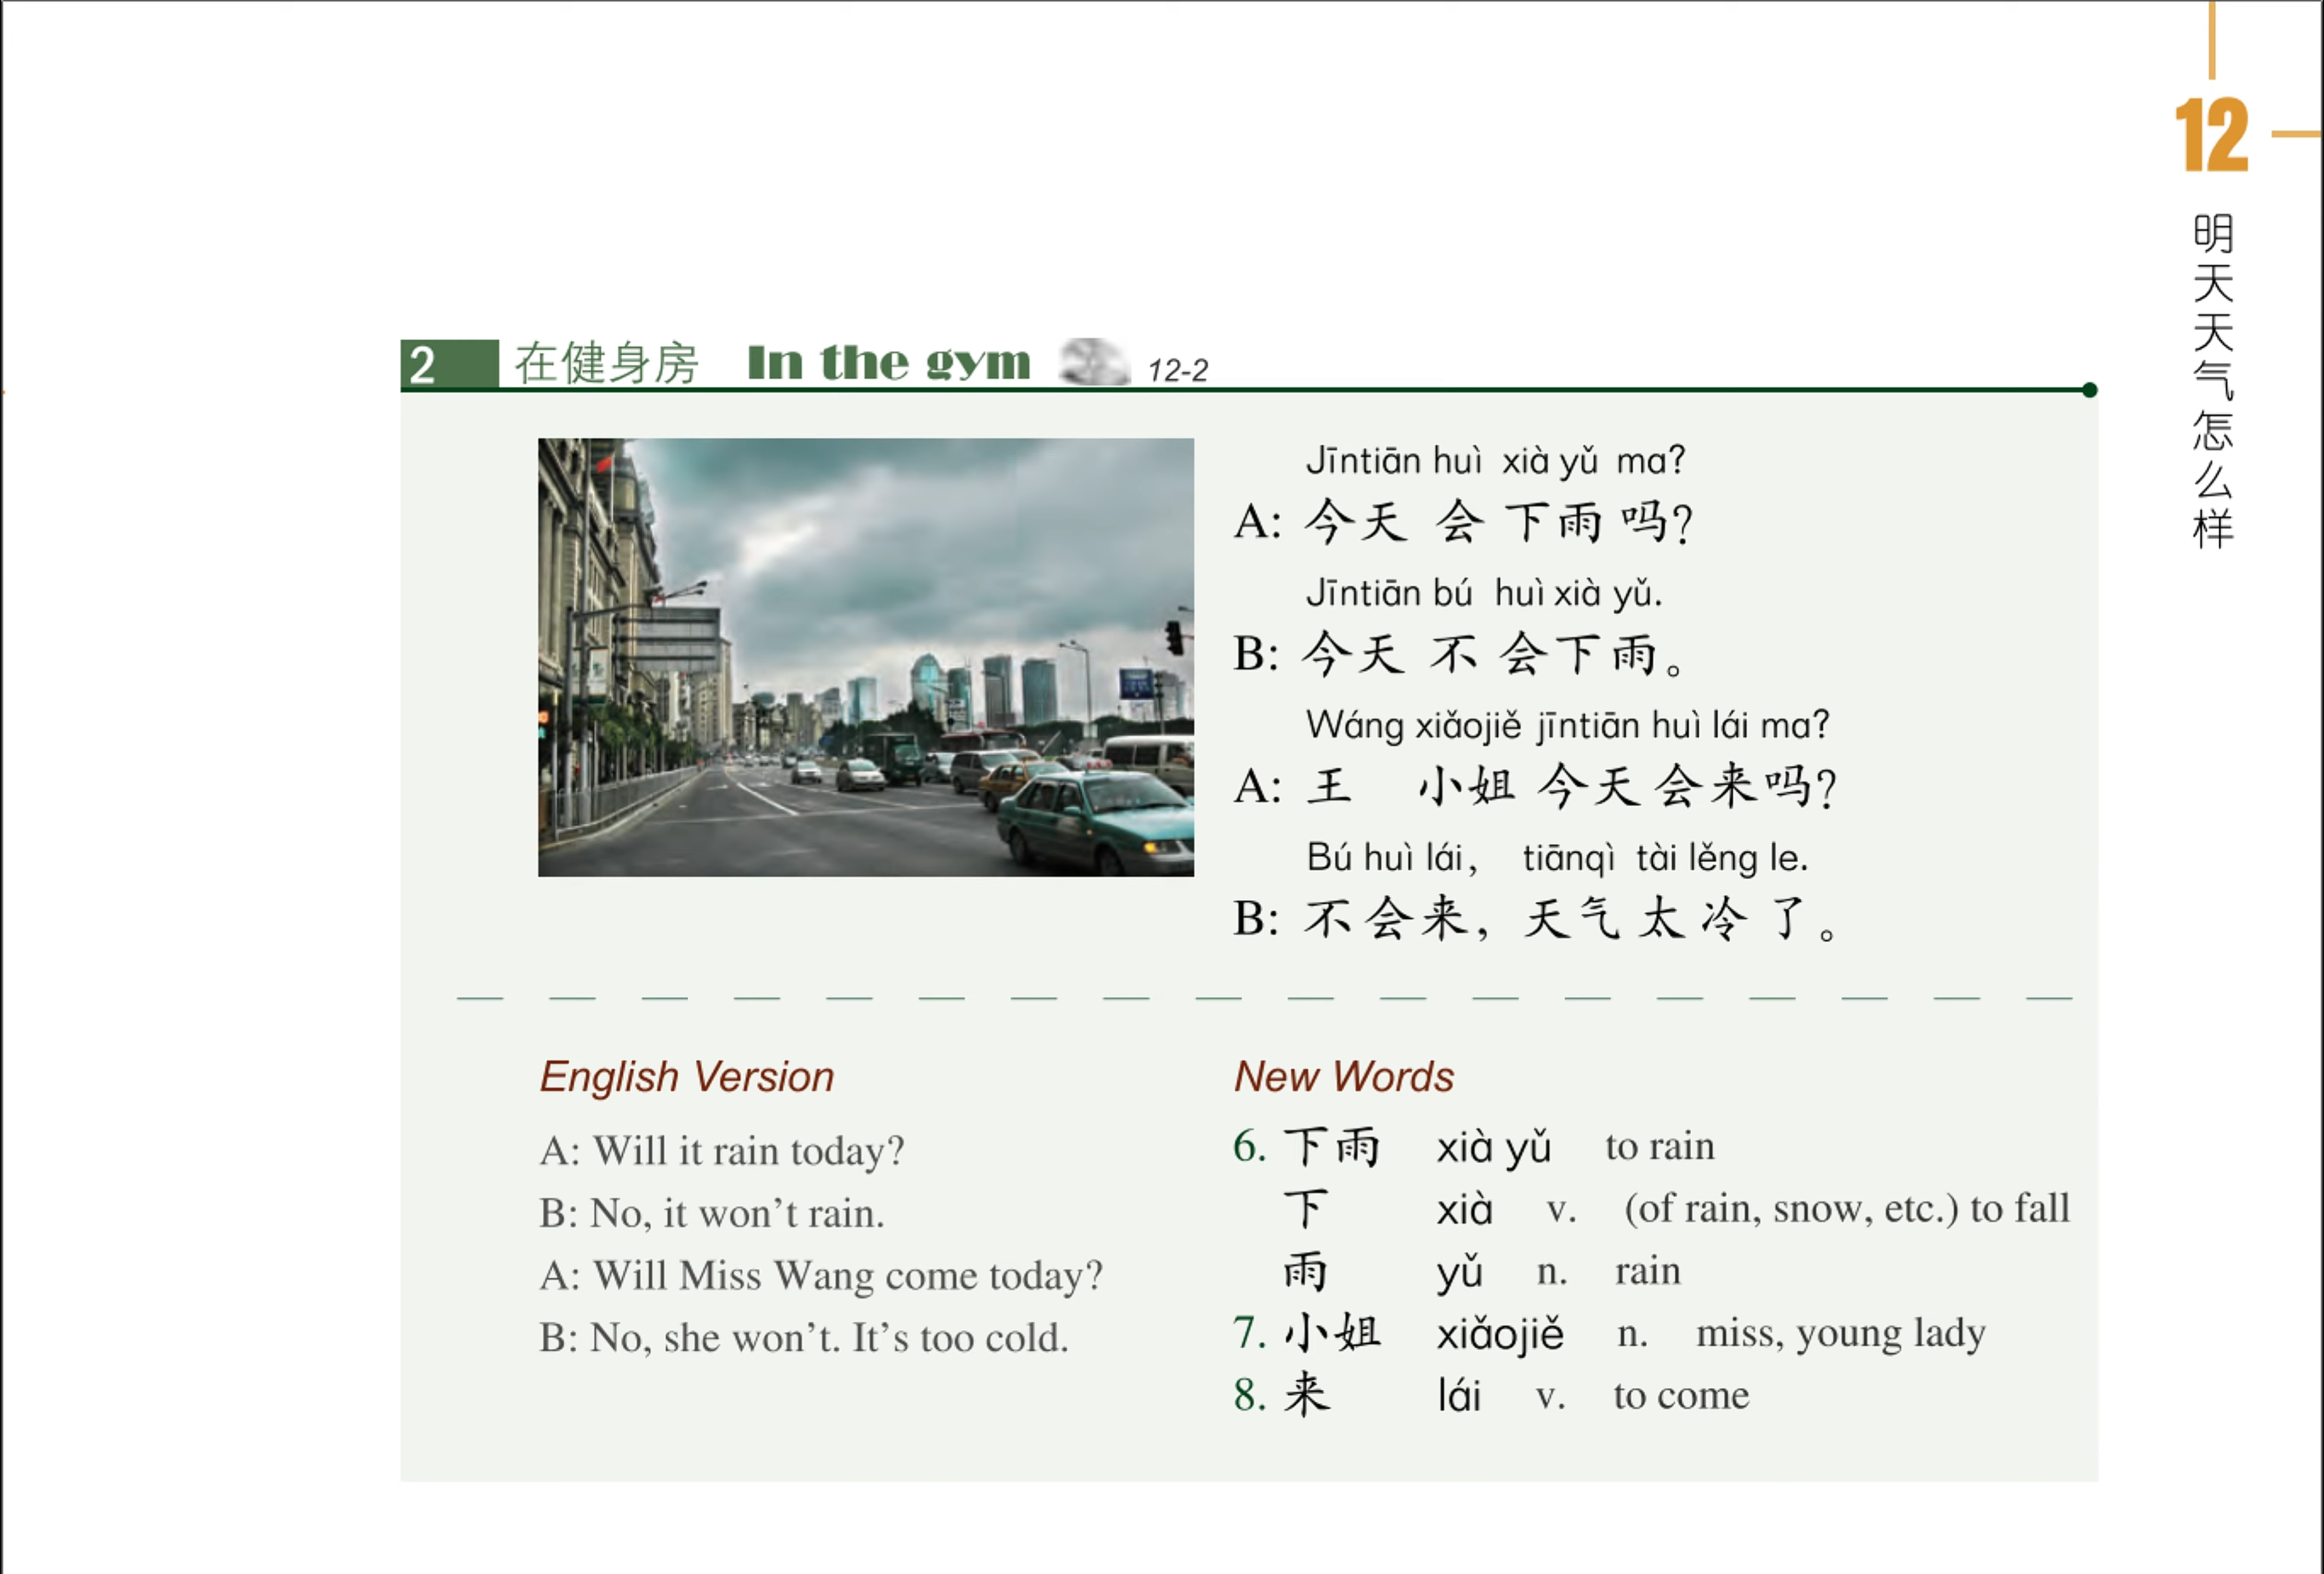 12
明天天气怎么样
2 在健身房 In the gym 12-2
Jīntiān huì xià yǔ ma?
A: 今天会下雨吗?
Jīntiān bú huì xià yǔ.
B: 今天不会下雨。
Wáng xiǎojiě jīntiān huì lái ma?
A: 王小姐今天会来吗?
Bú huì lái, tiānqì tài lěng le.
B: 不会来, 天气太冷了。
English Version
A: Will it rain today?
B: No, it won't rain.
A: Will Miss Wang come today?
B: No, she won't. It's too cold.
New Words
6. 下雨 xià yǔ to rain
下 xià v. (of rain, snow, etc.) to fall
雨 yǔ n. rain
7. 小姐 xiǎojiě n. miss, young lady
8. 来 lái v. to come